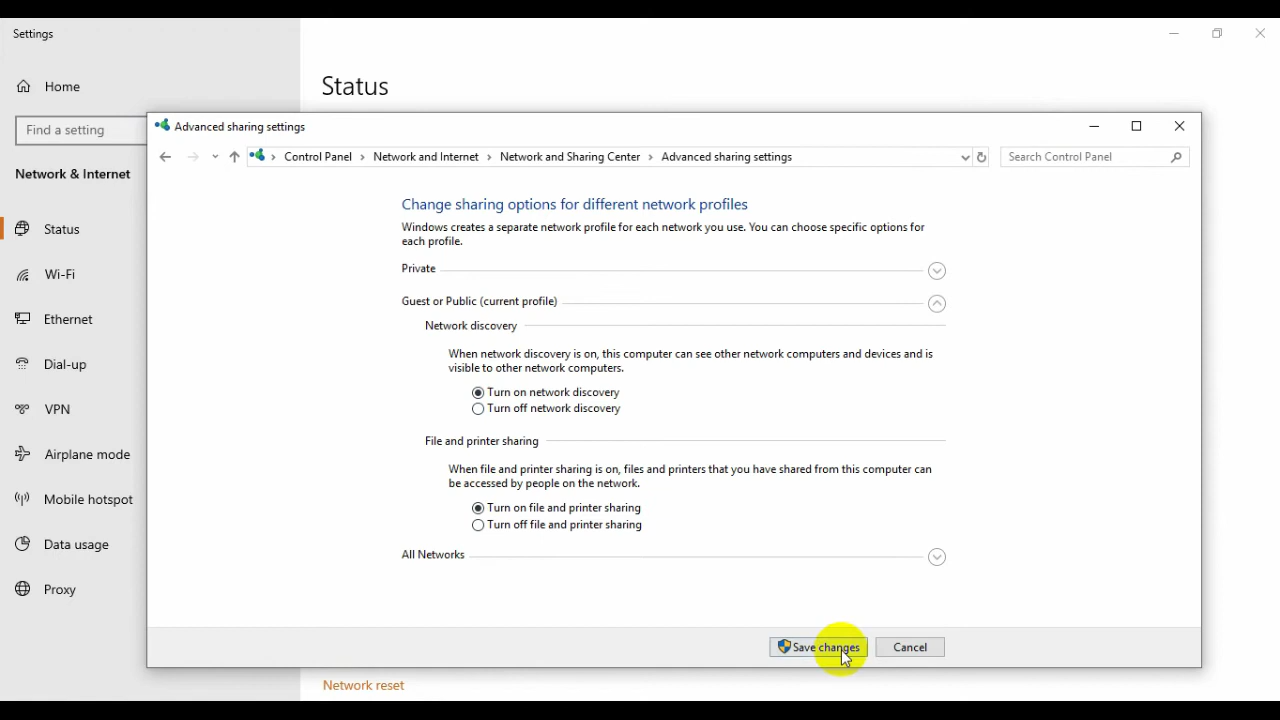 Settings
Home
Find a setting
Network & Internet
Status
Wi-Fi
Ethernet
Dial-up
VPN
Airplane mode
Mobile hotspot
Data usage
Proxy
Status
Advanced sharing settings
Control Panel > Network and Internet > Network and Sharing Center > Advanced sharing settings
Search Control Panel
Change sharing options for different network profiles
Windows creates a separate network profile for each network you use. You can choose specific options for
each profile.
Private
Guest or Public (current profile)
Network discovery
When network discovery is on, this computer can see other network computers and devices and is
visible to other network computers.
Turn on network discovery
Turn off network discovery
File and printer sharing
When file and printer sharing is on, files and printers that you have shared from this computer can
be accessed by people on the network.
Turn on file and printer sharing
Turn off file and printer sharing
All Networks
Save changes
Cancel
Network reset